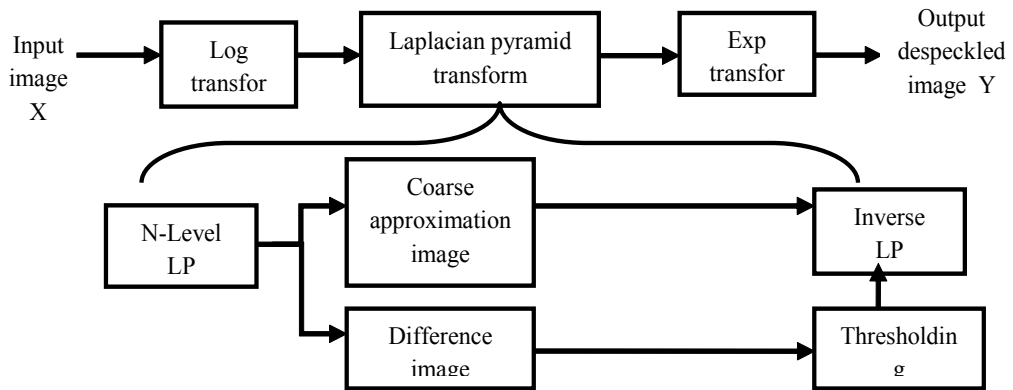 Input
image
X
Log
transfor
Laplacian pyramid
transform
Exp
transfor
Output
despeckled
image Y
N-Level
LP
Coarse
approximation
image
Inverse
LP
Difference
image
Thresholdin
g